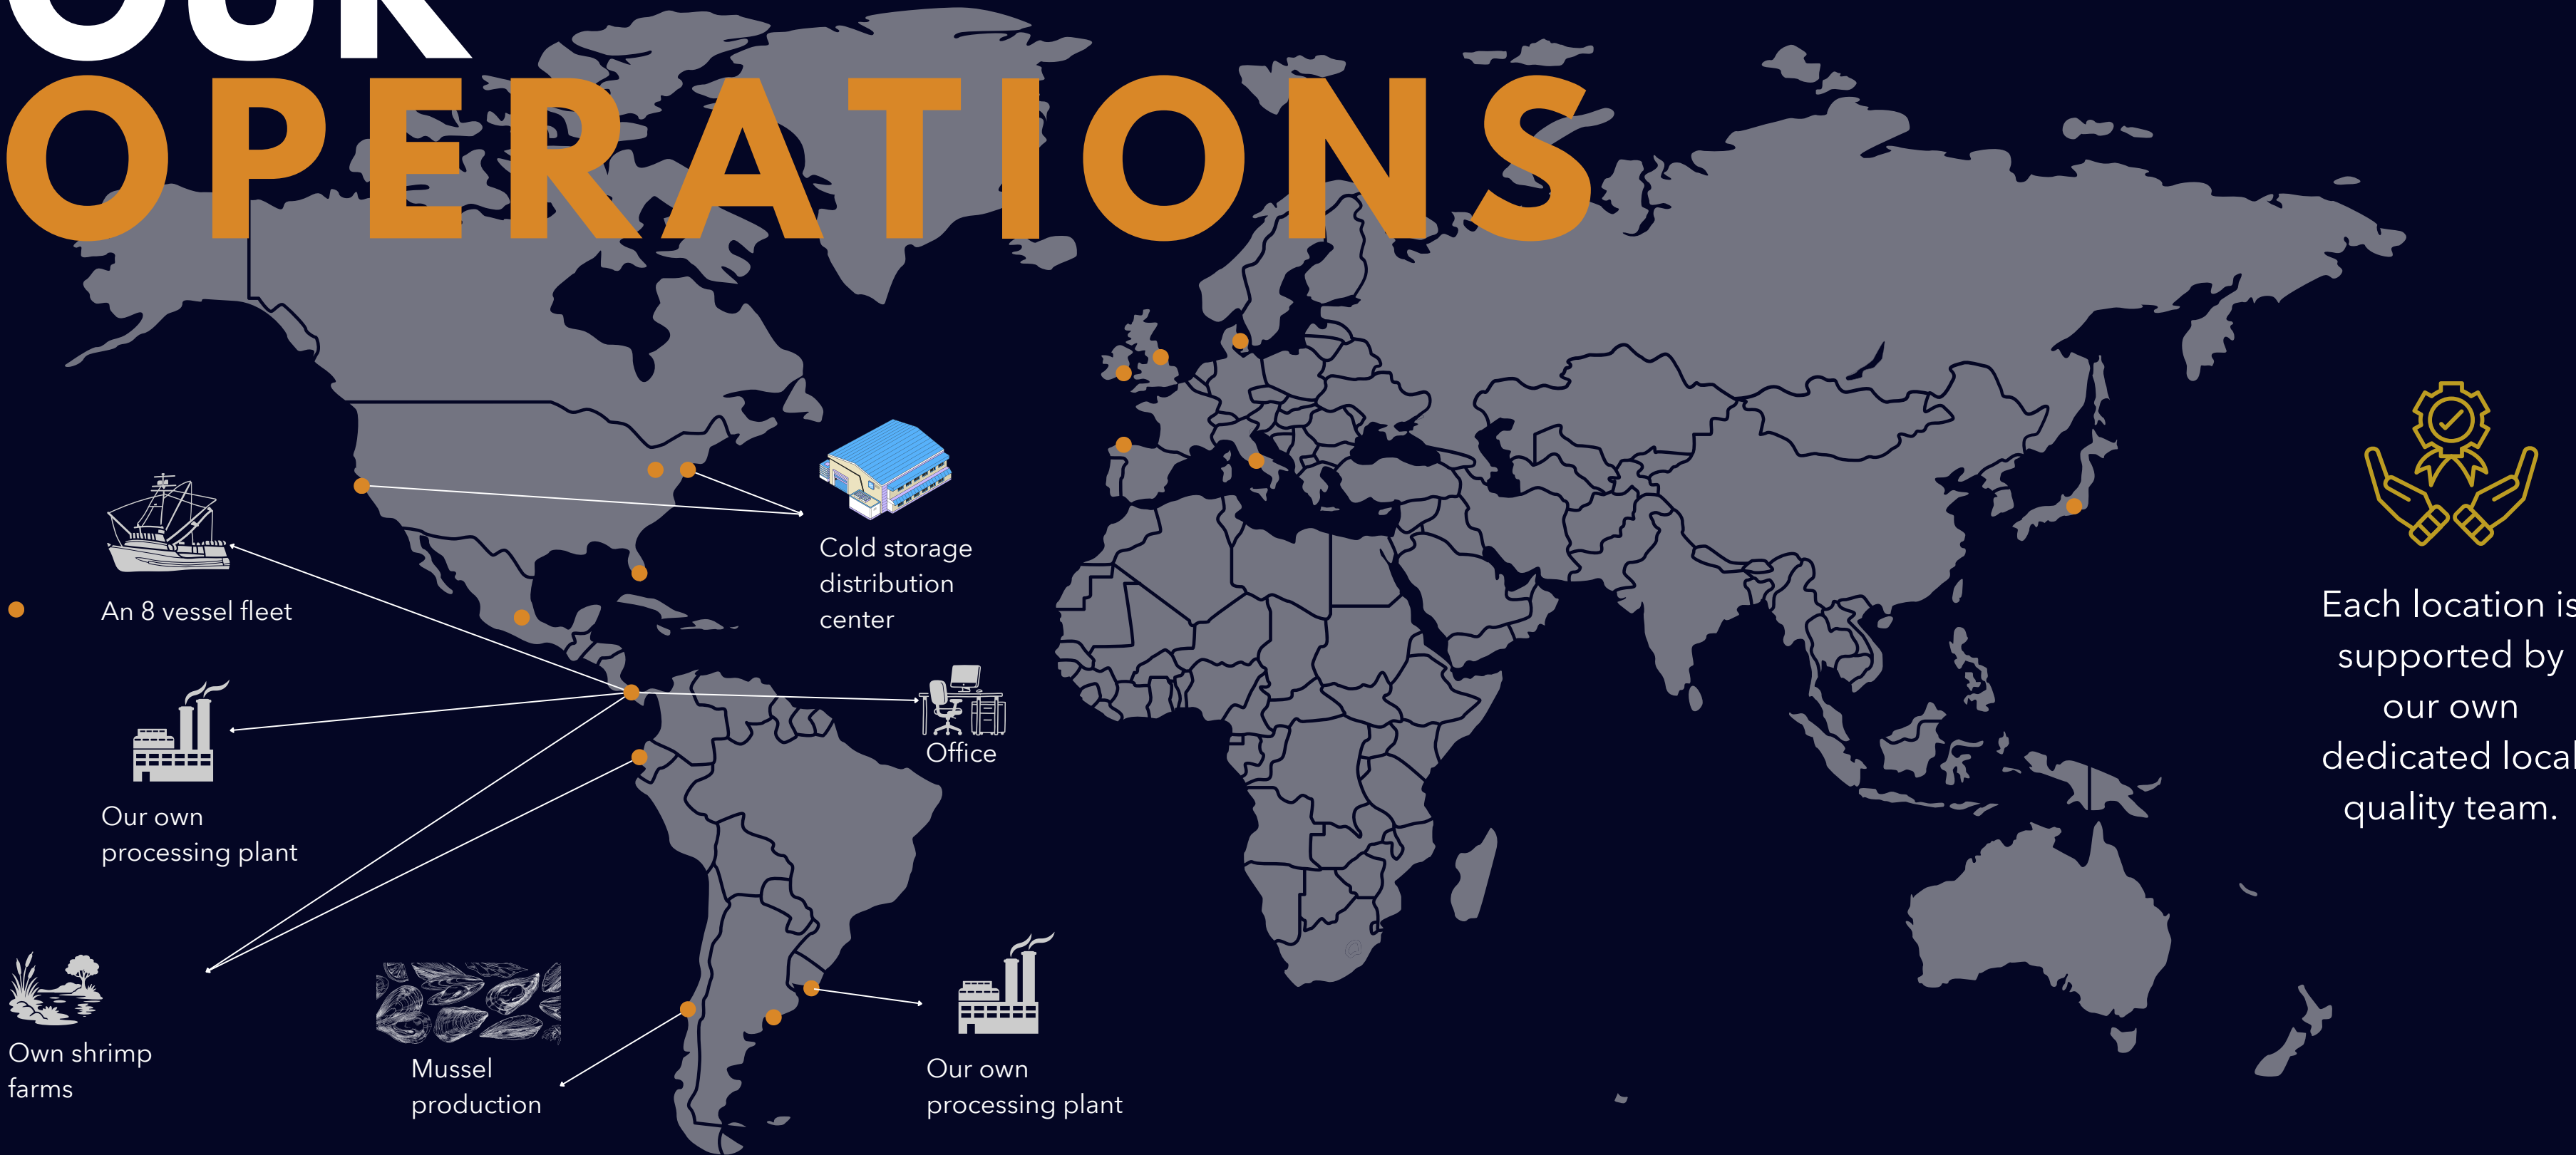 OUR
OPERATIONS
Cold storage
distribution
center
An 8 vessel fleet
Office
Our own
processing plant
Own shrimp
farms
Mussel
production
Our own
processing plant
Each location is
supported by
our own
dedicated local
quality team.